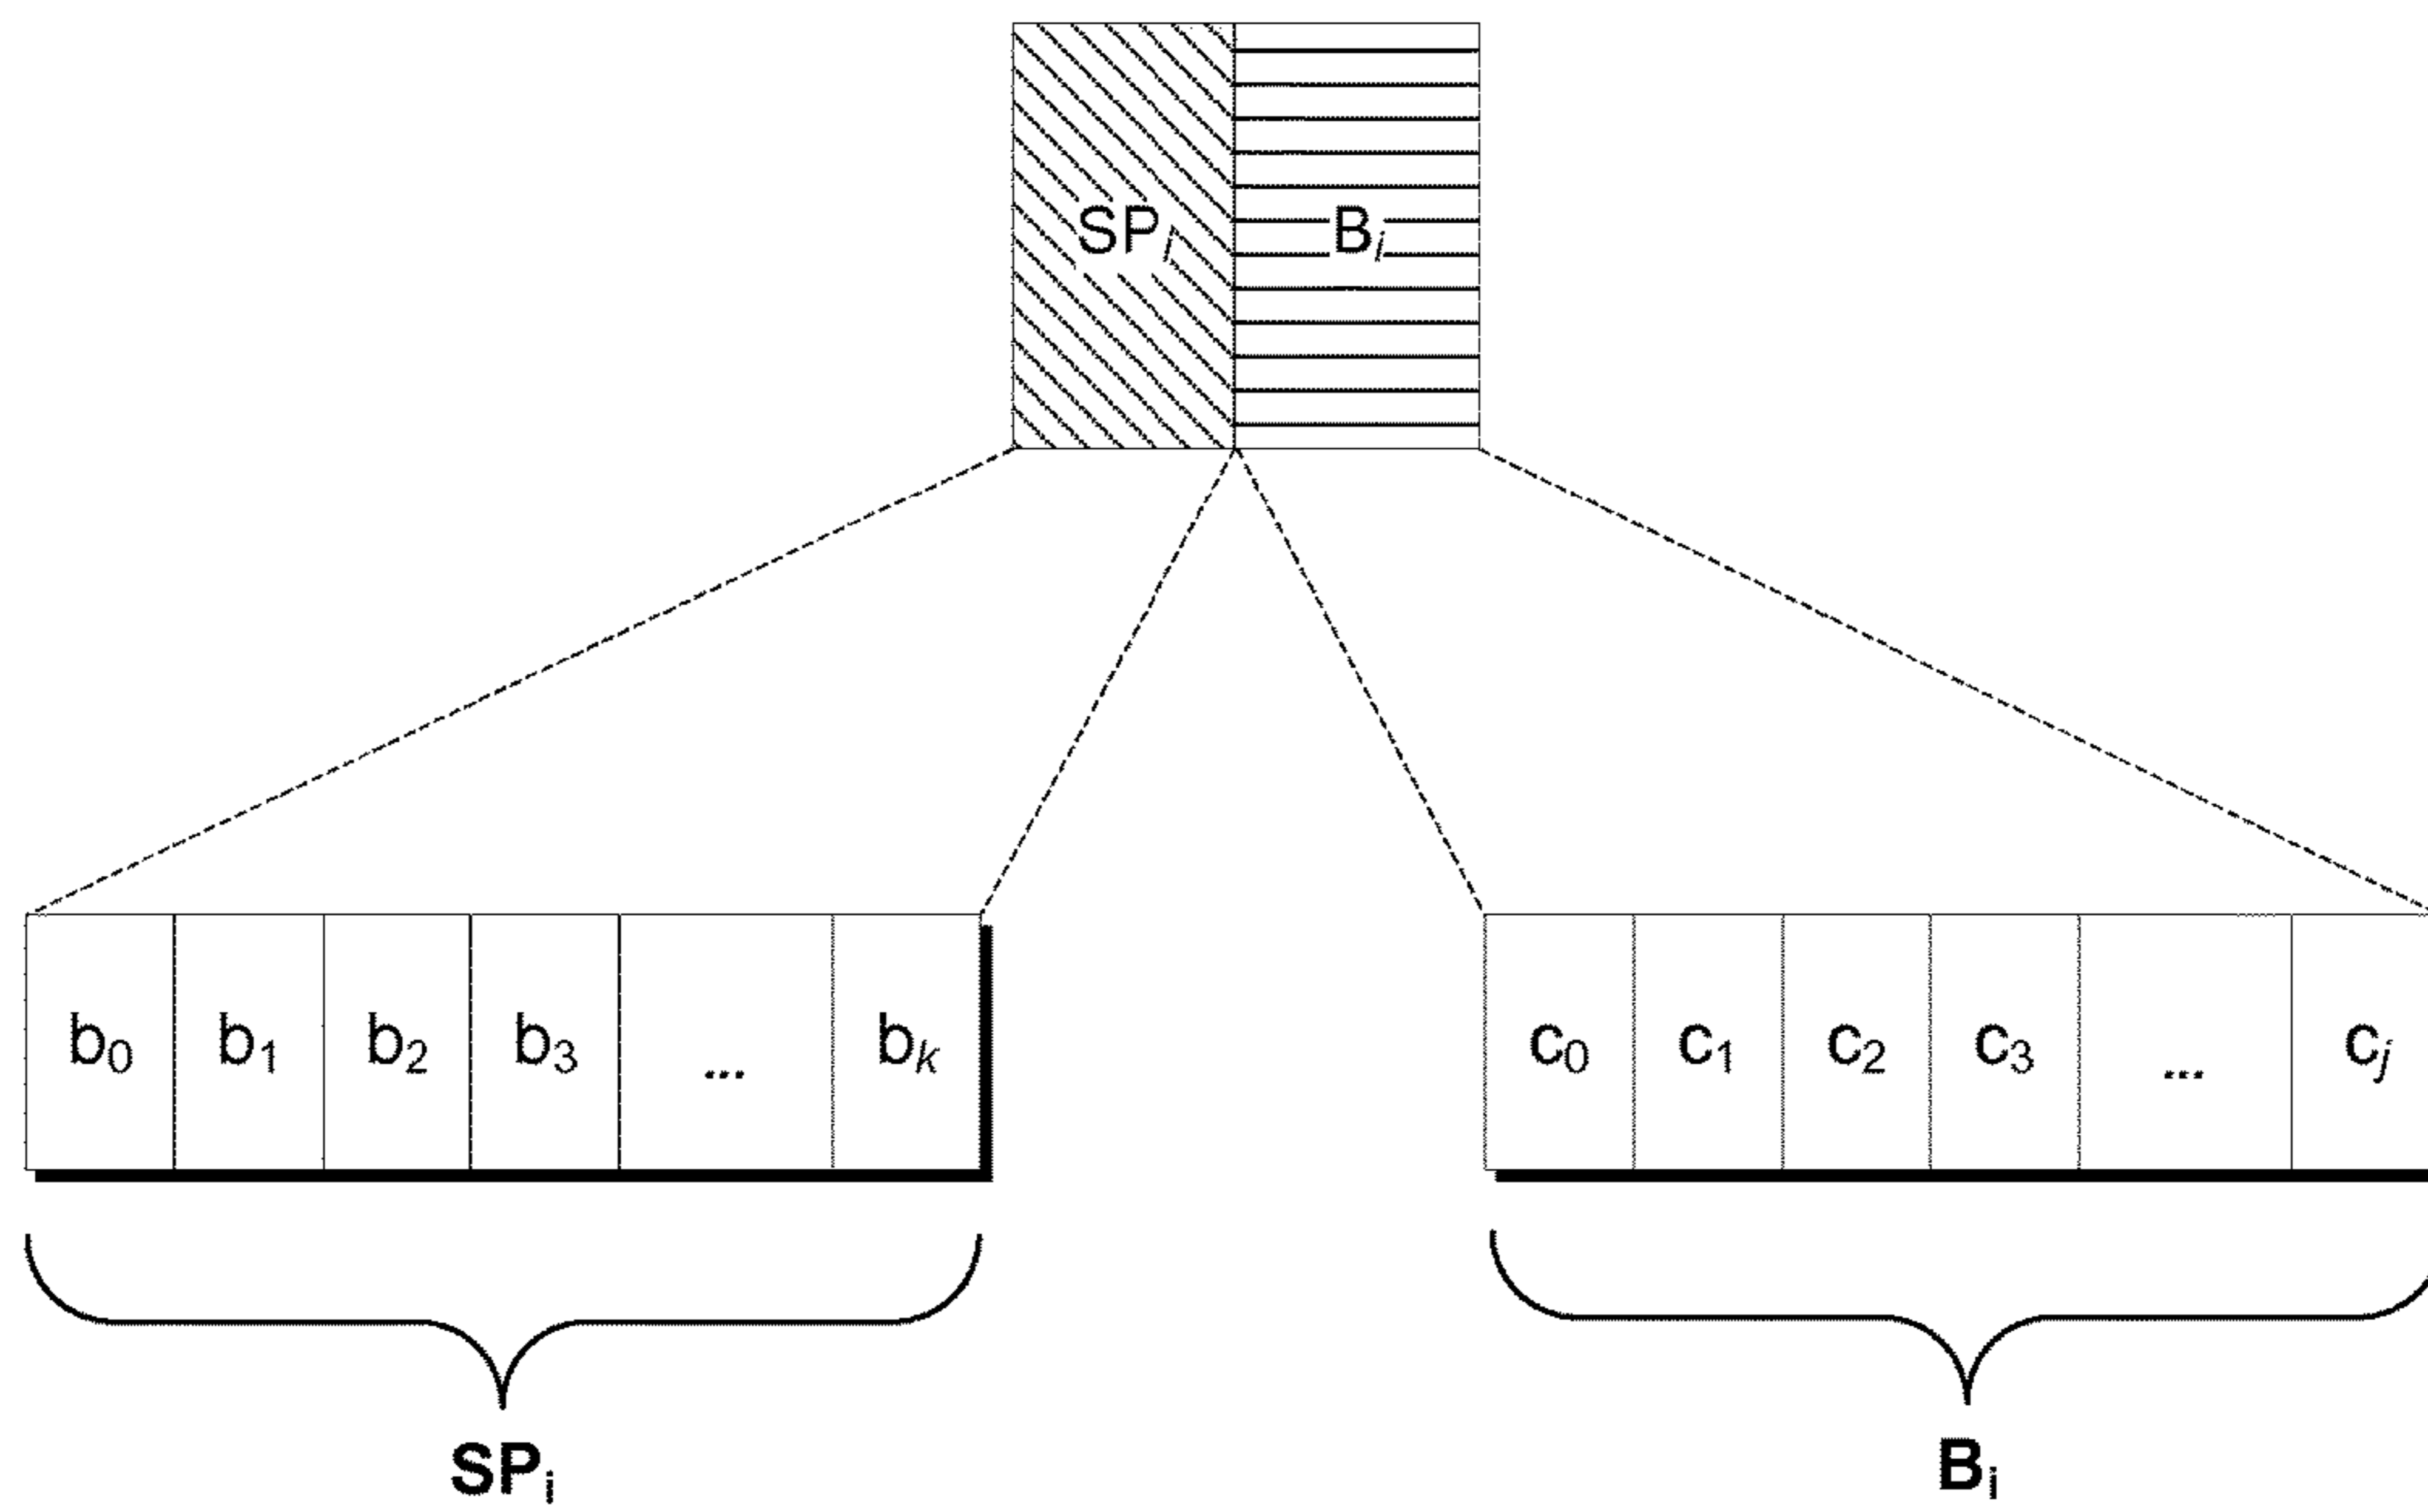 SPᵢ Bᵢ
b₀ b₁ b₂ b₃ ... bₖ c₀ c₁ c₂ c₃ ... cⱼ
SPᵢ Bᵢ